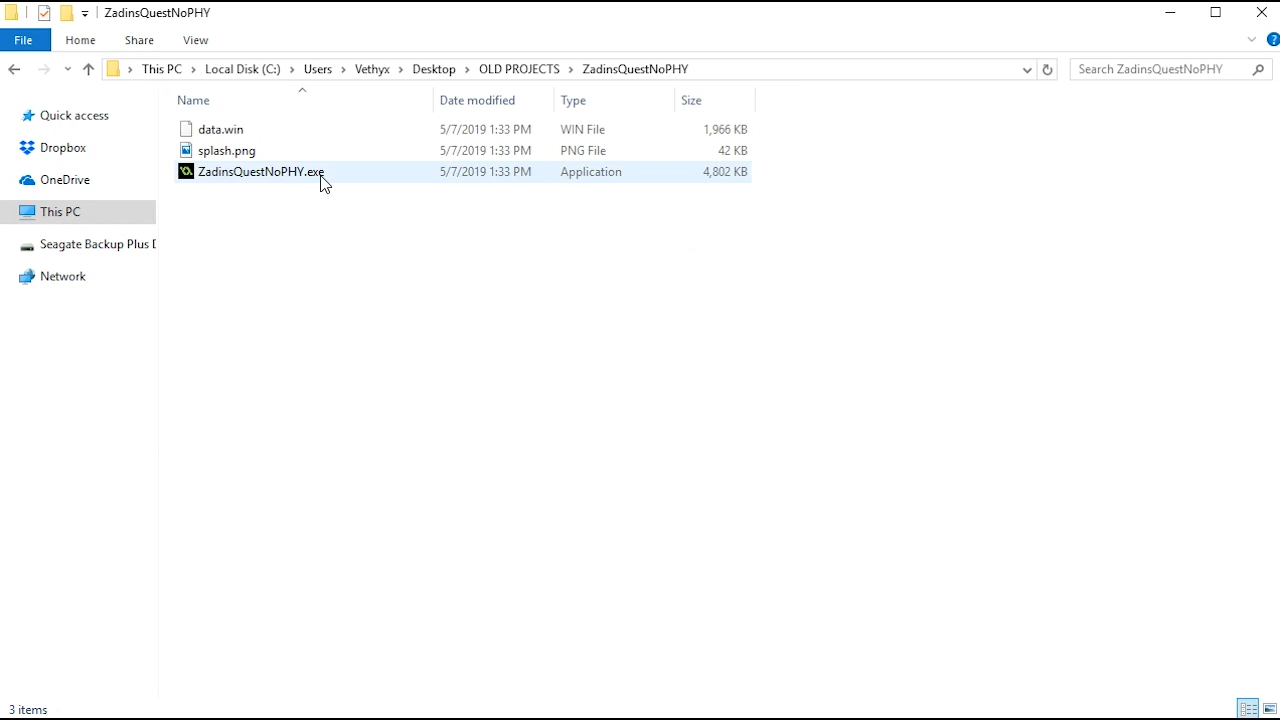 ZadinsQuestNoPHY
File Home Share View
This PC Local Disk (C:) Users Vethyx Desktop OLD PROJECTS ZadinsQuestNoPHY Search ZadinsQuestNoPHY
Name Date modified Type Size
Quick access
Dropbox
OneDrive
This PC
Seagate Backup Plus
Network
data.win 5/7/2019 1:33 PM WIN File 1,966 KB
splash.png 5/7/2019 1:33 PM PNG File 42 KB
ZadinsQuestNoPHY.exe 5/7/2019 1:33 PM Application 4,802 KB
3 items